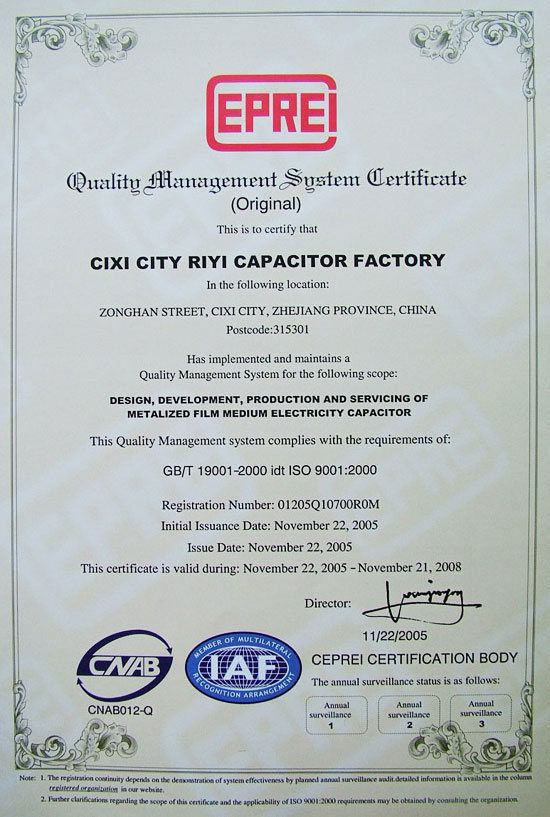 CEPREI
Quality Management System Certificate
(Original)
This is to certify that
CIXI CITY RIYI CAPACITOR FACTORY
In the following location:
ZONGHAN STREET, CIXI CITY, ZHEJIANG PROVINCE, CHINA
Postcode:315301
Has implemented and maintains a
Quality Management System for the following scope:
DESIGN, DEVELOPMENT, PRODUCTION AND SERVICING OF
METALIZED FILM MEDIUM ELECTRICITY CAPACITOR
This Quality Management system complies with the requirements of:
GB/T 19001-2000 idt ISO 9001:2000
Registration Number: 01205Q10700R0M
Initial Issuance Date: November 22, 2005
Issue Date: November 22, 2005
This certificate is valid during: November 22, 2005 - November 21, 2008
Director:
11/22/2005
CEPREI CERTIFICATION BODY
The annual surveillance status is as follows:
CNAB
CNAB012-Q
MEMBER OF MULTILATERAL
IAF
RECOGNITION ARRANGEMENT
Annual surveillance 1
Annual surveillance 2
Annual surveillance 3
Note: 1. The registration continuity depends on the demonstration of system effectiveness by planned annual surveillance audit.detailed information is available in the column
registered organization in our website.
2. Further clarifications regarding the scope of this certificate and the applicability of ISO 9001:2000 requirements may be obtained by consulting the organization.